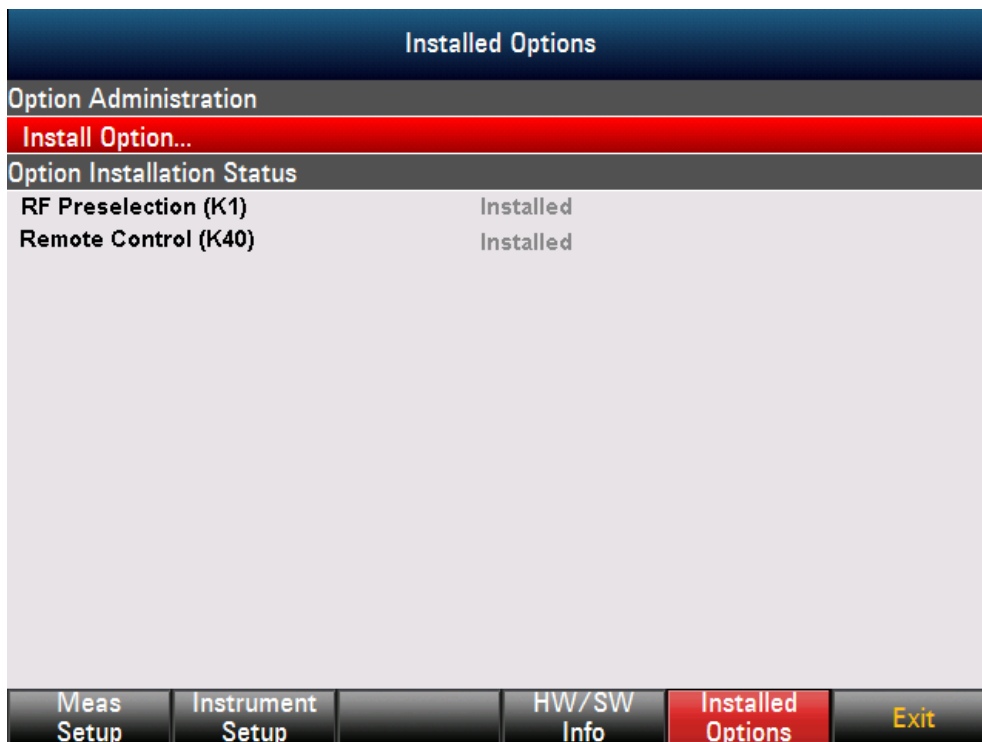 Installed Options
Option Administration
Install Option...
Option Installation Status
RF Preselection (K1) Installed
Remote Control (K40) Installed
Meas Setup
Instrument Setup
HW/SW Info
Installed Options
Exit